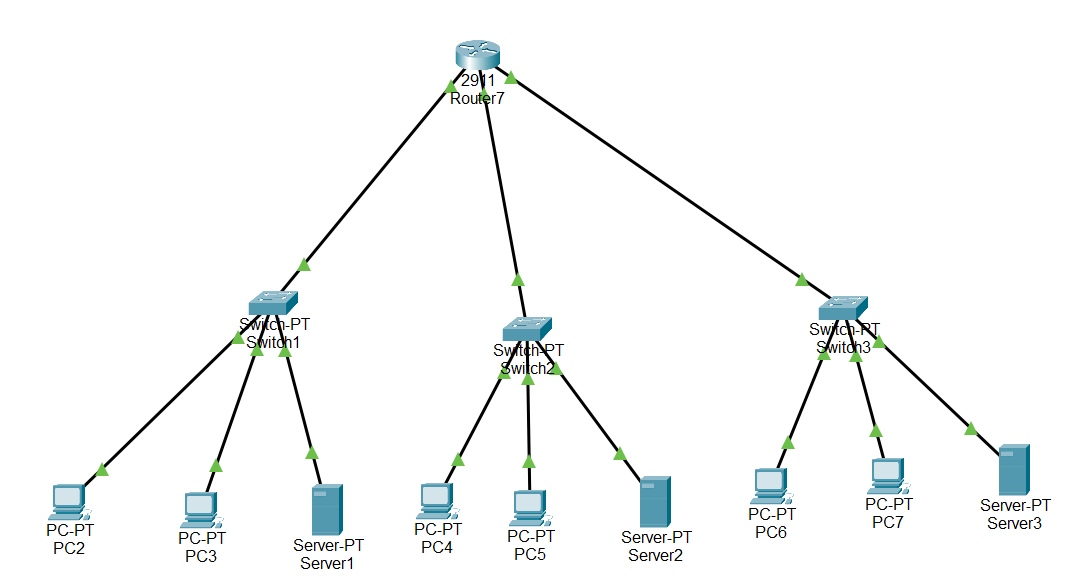 2911
Router7
Switch-PT
Switch1
Switch-PT
Switch2
Switch-PT
Switch3
PC-PT
PC2
PC-PT
PC3
Server-PT
Server1
PC-PT
PC4
PC-PT
PC5
Server-PT
Server2
PC-PT
PC6
PC-PT
PC7
Server-PT
Server3